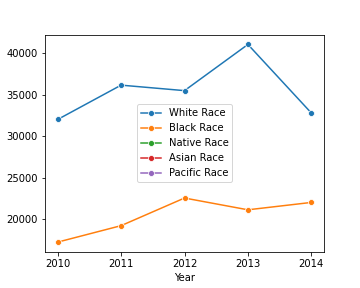 40000
35000
30000
25000
20000
White Race
Black Race
Native Race
Asian Race
Pacific Race
2010 2011 2012 2013 2014
Year